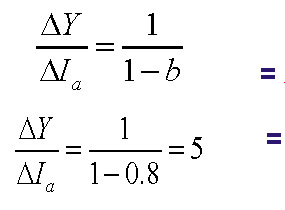 ΔY/ΔI_a = 1/(1−b) =
ΔY/ΔI_a = 1/(1−0.8) = 5 =